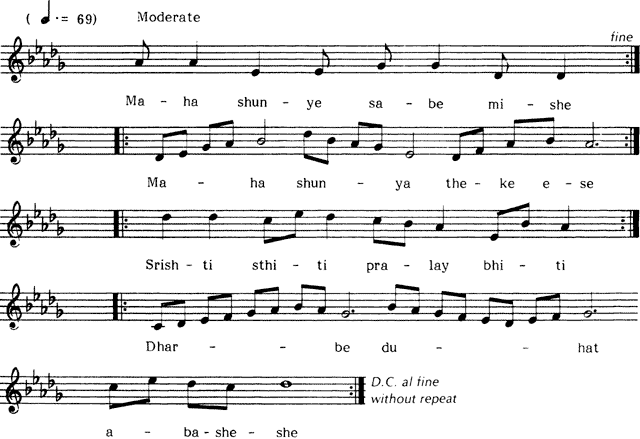 ( ♩. = 69) Moderate
fine
Ma - ha shun - ye sa - be mi - she
Ma - ha shun - ya the - ke e - se
Srish - ti sthi - ti pra - lay bhi - ti
Dhar - - be du - - hat
a - ba - she - she
D.C. al fine
without repeat